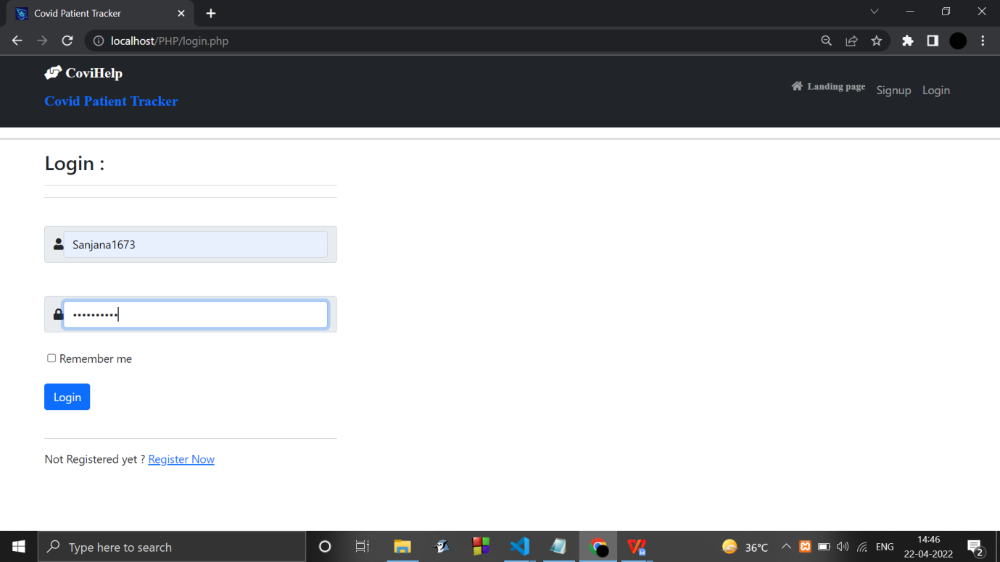 Covid Patient Tracker
localhost/PHP/login.php
CoviHelp
Covid Patient Tracker
Landing page Signup Login
Login :
Sanjana1673
••••••••••
Remember me
Login
Not Registered yet ? Register Now
Type here to search
36°C
ENG
14:46
22-04-2022
2